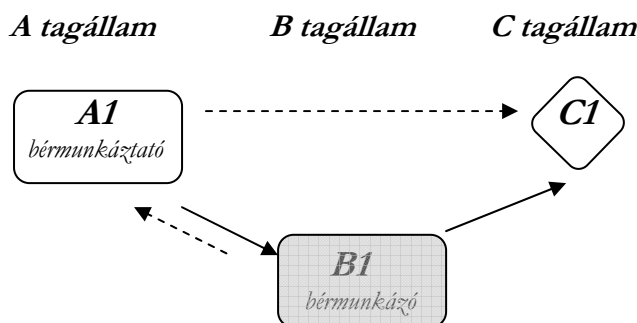 A tagállam B tagállam C tagállam
A1
bérmunkáztató
C1
B1
bérmunkázó